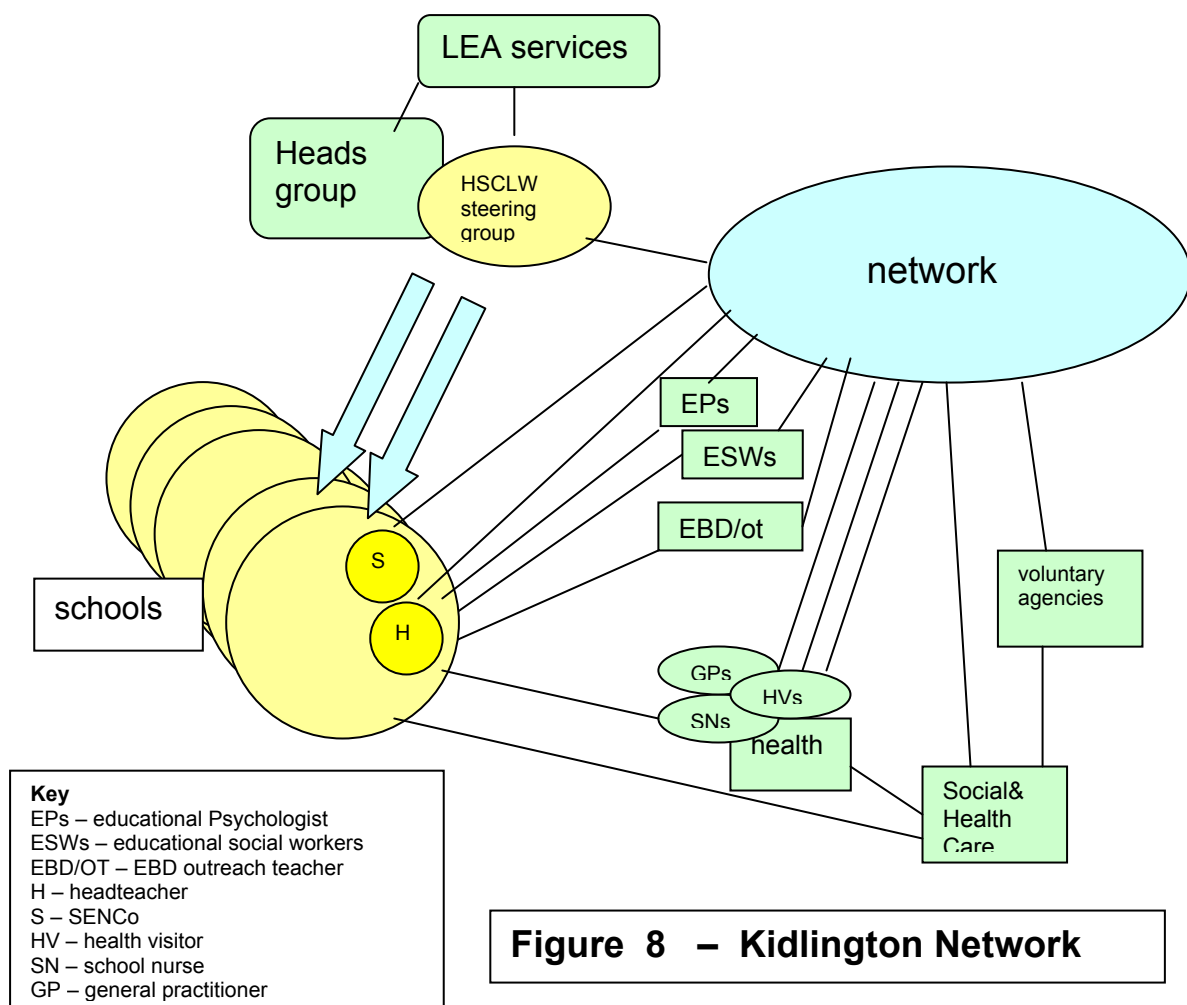 LEA services
Heads
group
HSCLW
steering
group
network
EPs
ESWs
EBD/ot
S
H
schools
voluntary
agencies
GPs
HVs
SNs
health
Social&
Health
Care
Key
EPs – educational Psychologist
ESWs – educational social workers
EBD/OT – EBD outreach teacher
H – headteacher
S – SENCo
HV – health visitor
SN – school nurse
GP – general practitioner
Figure 8 – Kidlington Network